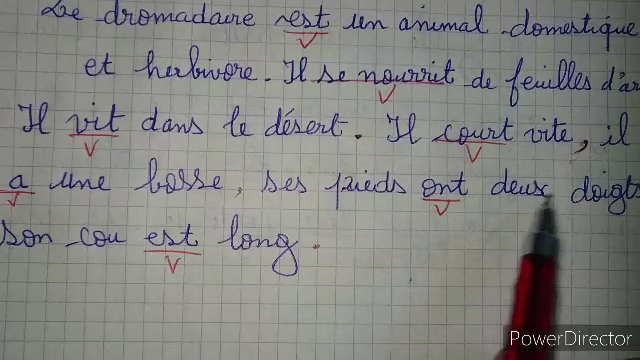 Le dromadaire est un animal domestique
et herbivore. Il se nourrit de feuilles d'ar
Il vit dans le désert. Il court vite, il
a une bosse, ses pieds ont deux doigts
son cou est long.
V
V
V
V
V
V
V
PowerDirector